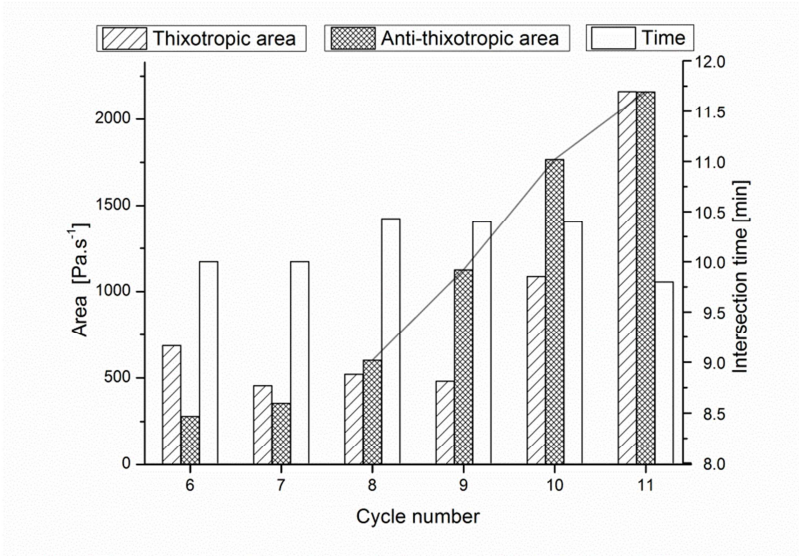 Thixotropic area Anti-thixotropic area Time
Area [Pa.s⁻¹]
2000
1500
1000
500
0
12.0
11.5
11.0
10.5
10.0
9.5
9.0
8.5
8.0
Intersection time [min]
6 7 8 9 10 11
Cycle number